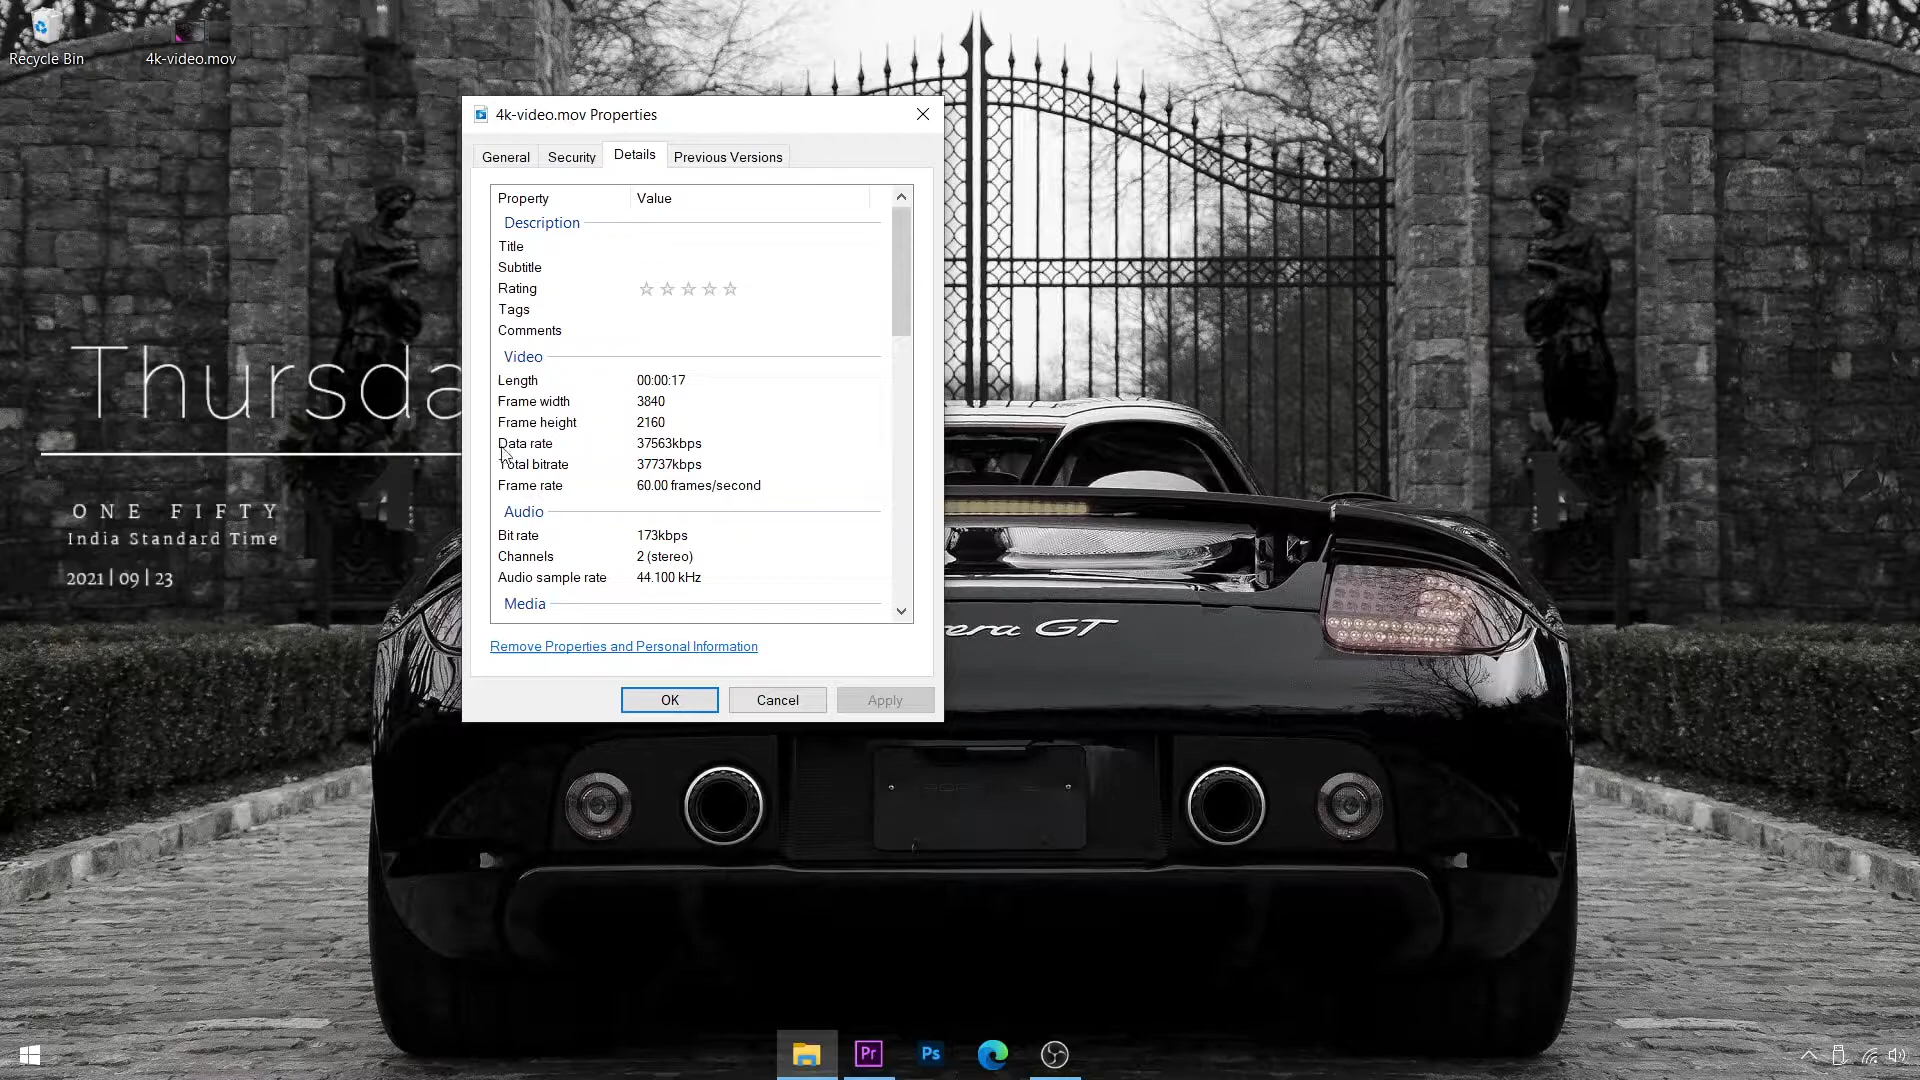 Recycle Bin
4k-video.mov
4k-video.mov Properties
General
Security
Details
Previous Versions
Property Value
Description
Title
Subtitle
Rating
Tags
Comments
Video
Length 00:00:17
Frame width 3840
Frame height 2160
Data rate 37563kbps
Total bitrate 37737kbps
Frame rate 60.00 frames/second
Audio
Bit rate 173kbps
Channels 2 (stereo)
Audio sample rate 44.100 kHz
Media
Remove Properties and Personal Information
OK
Cancel
Apply
Thursda
ONE FIFTY
India Standard Time
2021 | 09 | 23
rera GT
Pr
Ps